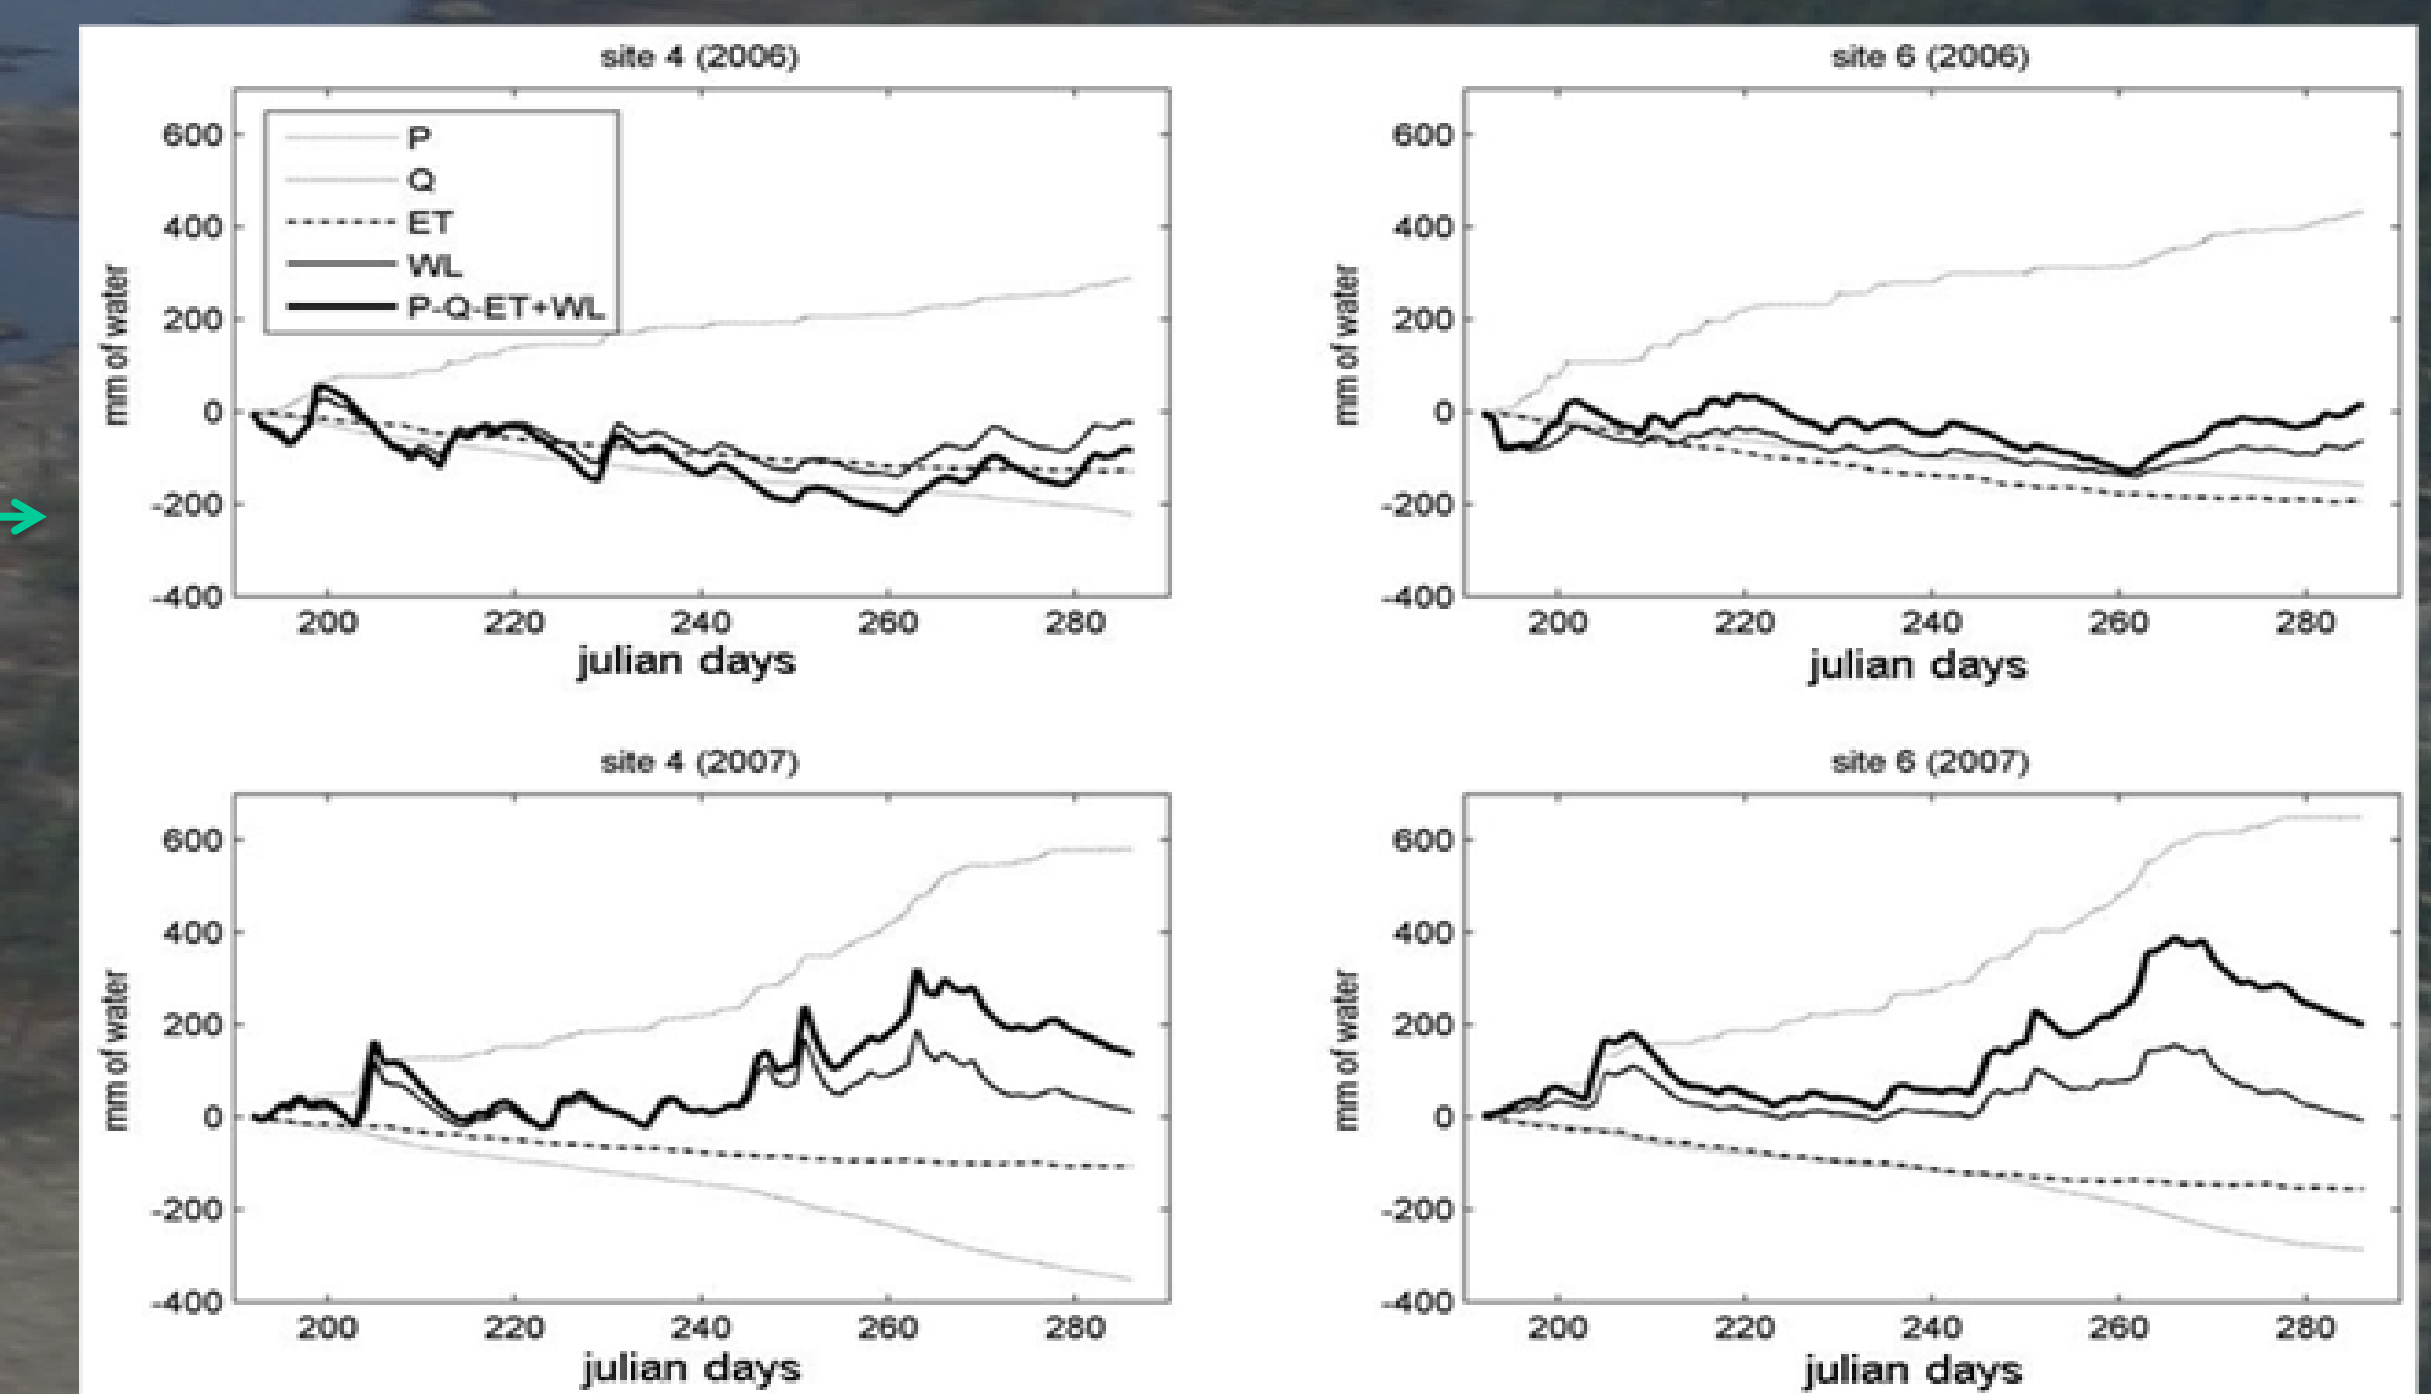 site 4 (2006)
600
400
200
0
-200
-400
200 220 240 260 280
mm of water
julian days
P
Q
ET
WL
P-Q-ET+WL
site 6 (2006)
600
400
200
0
-200
-400
200 220 240 260 280
mm of water
julian days
site 4 (2007)
600
400
200
0
-200
-400
200 220 240 260 280
mm of water
julian days
site 6 (2007)
600
400
200
0
-200
-400
200 220 240 260 280
mm of water
julian days